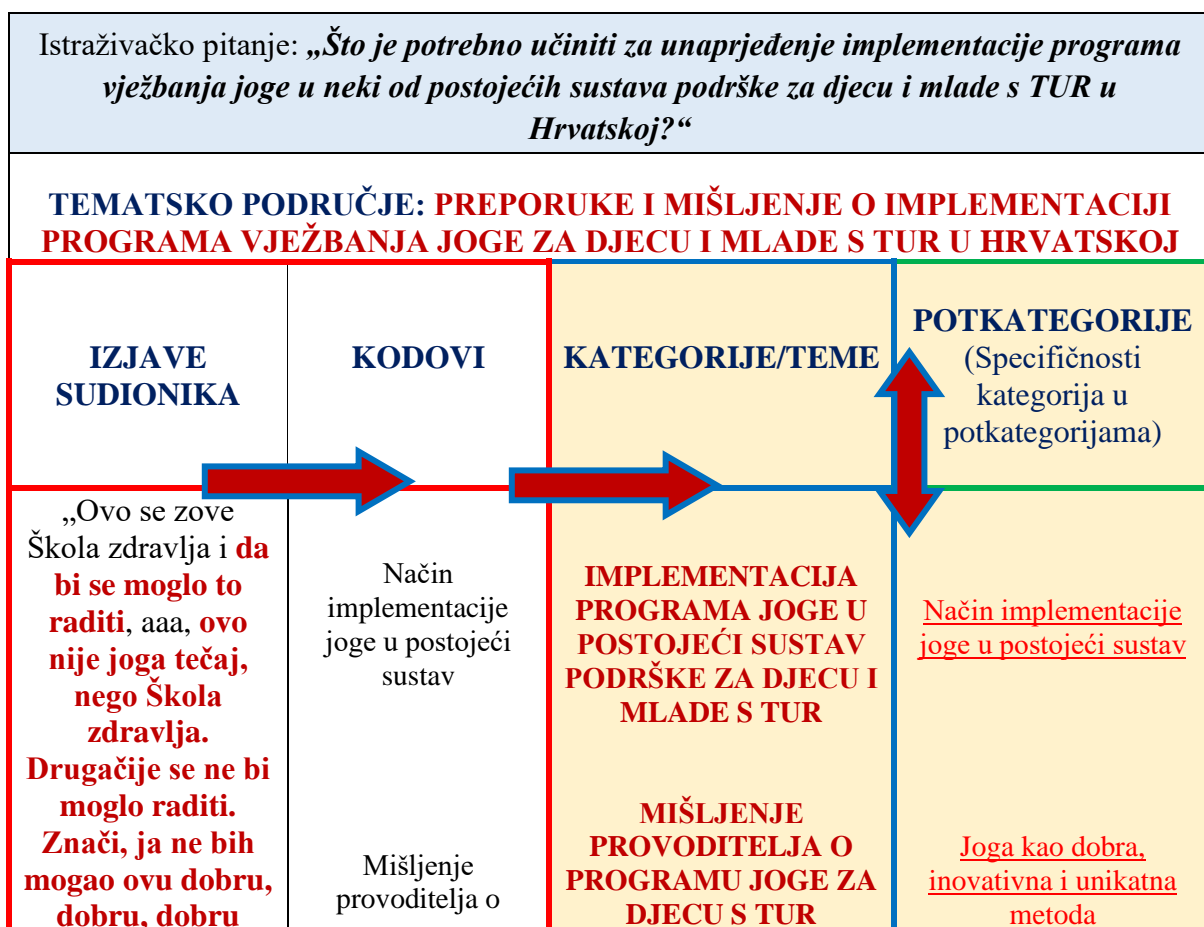 Istraživačko pitanje: „Što je potrebno učiniti za unaprjeđenje implementacije programa
vježbanja joge u neki od postojećih sustava podrške za djecu i mlade s TUR u
Hrvatskoj?“
TEMATSKO PODRUČJE: PREPORUKE I MIŠLJENJE O IMPLEMENTACIJI
PROGRAMA VJEŽBANJA JOGE ZA DJECU I MLADE S TUR U HRVATSKOJ
IZJAVE
SUDIONIKA
KODOVI
KATEGORIJE/TEME
POTKATEGORIJE
(Specifičnosti
kategorija u
potkategorijama)
„Ovo se zove
Škola zdravlja i da
bi se moglo to
raditi, aaa, ovo
nije joga tečaj,
nego Škola
zdravlja.
Drugačije se ne bi
moglo raditi.
Znači, ja ne bih
mogao ovu dobru,
dobru, dobru
Način
implementacije
joge u postojeći
sustav
Mišljenje
provoditelja o
IMPLEMENTACIJA
PROGRAMA JOGE U
POSTOJEĆI SUSTAV
PODRŠKE ZA DJECU I
MLADE S TUR
MIŠLJENJE
PROVODITELJA O
PROGRAMU JOGE ZA
DJECU S TUR
Način implementacije
joge u postojeći sustav
Joga kao dobra,
inovativna i unikatna
metoda